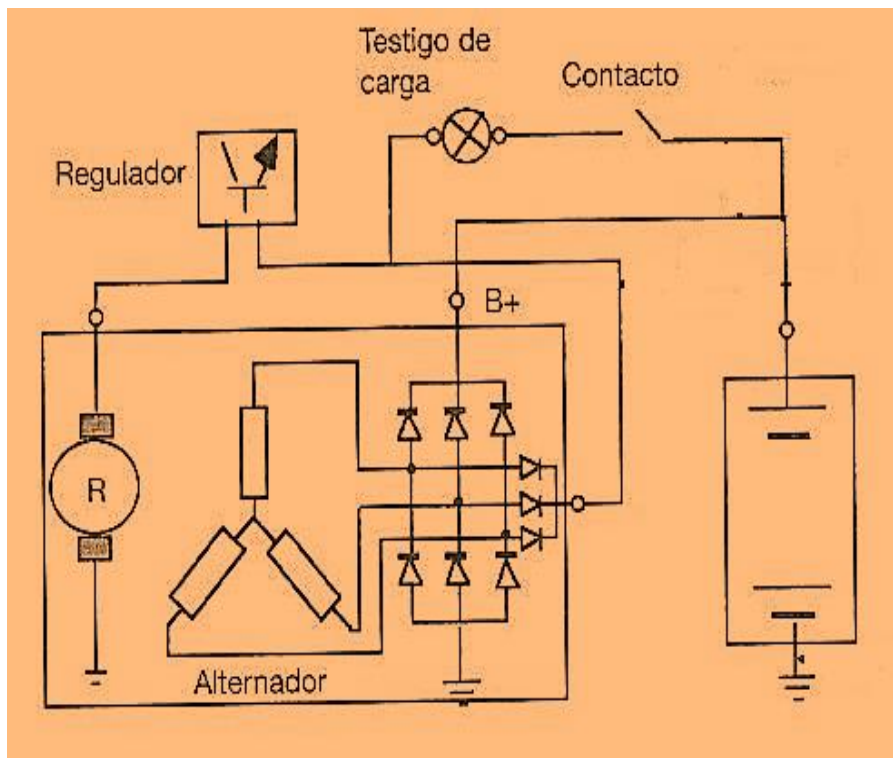 Testigo de
carga
Contacto
Regulador
B+
R
Alternador